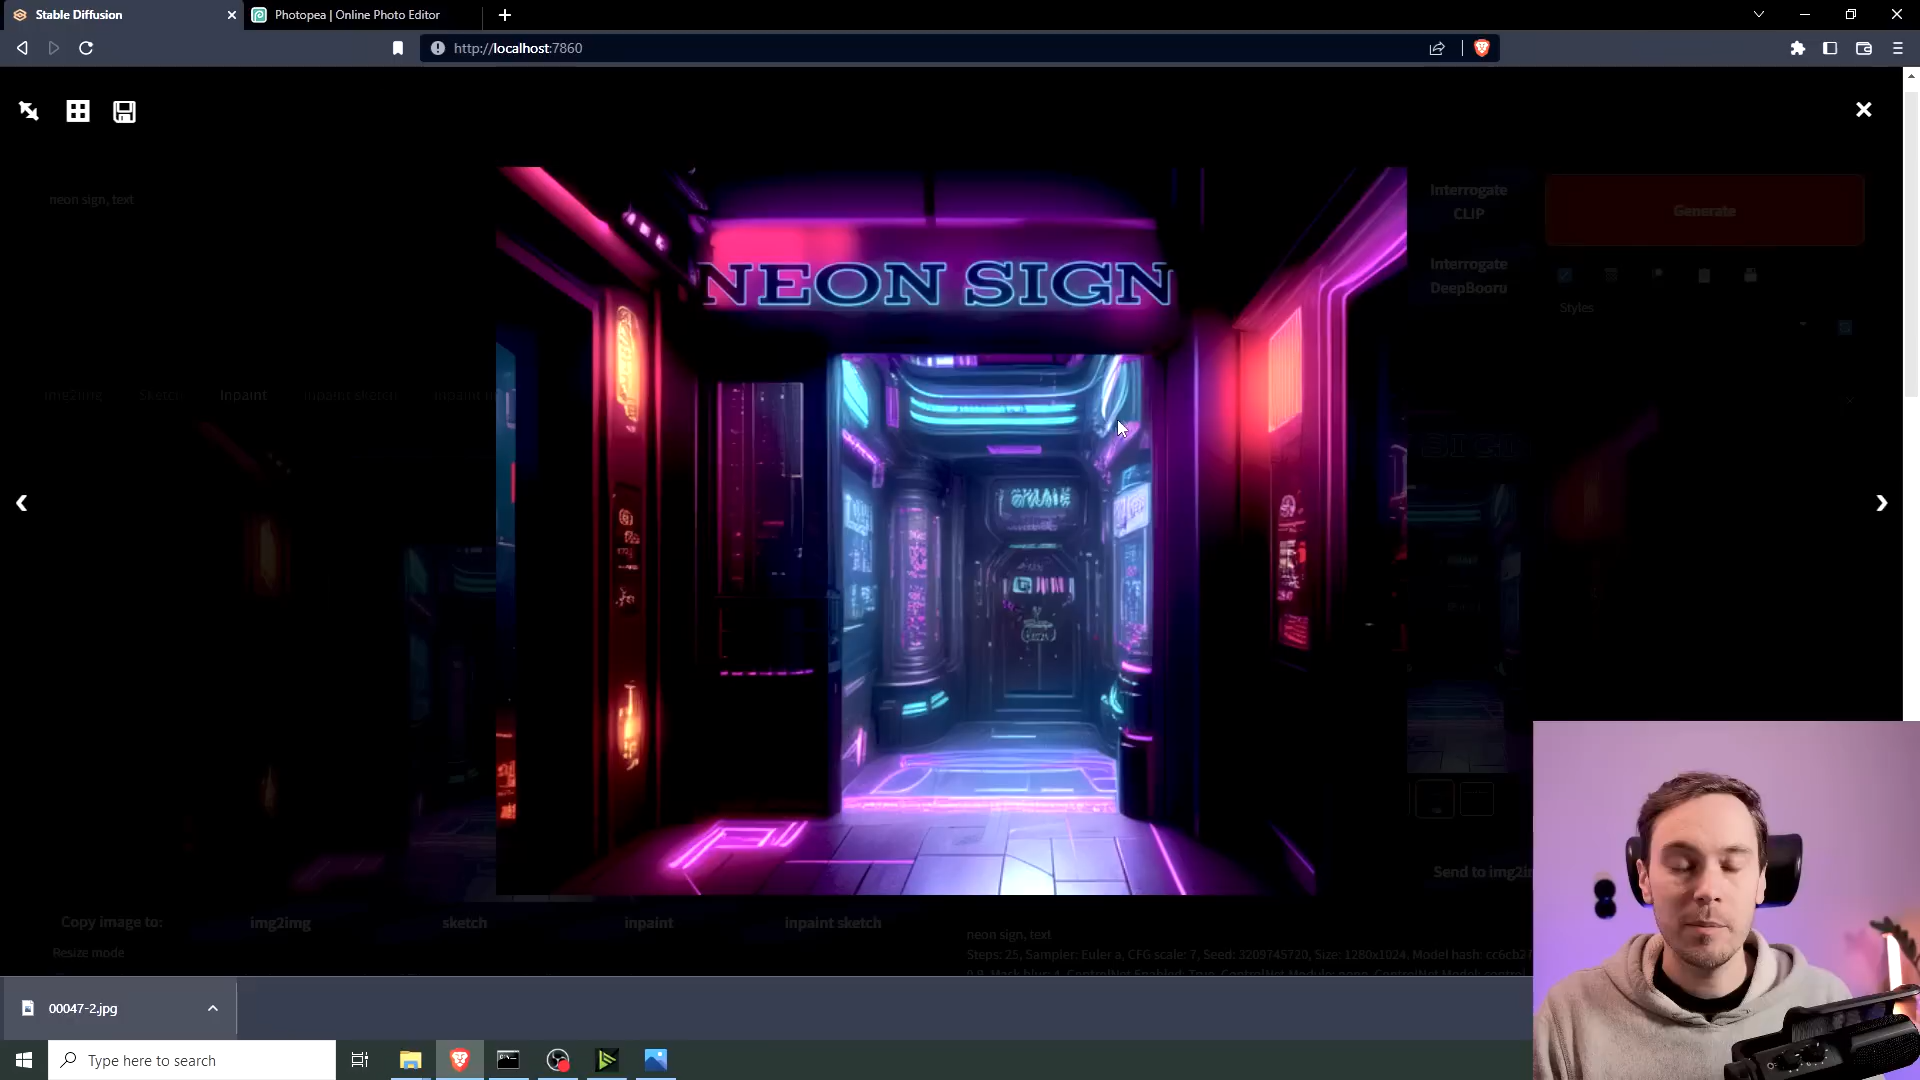 Stable Diffusion
Photopea | Online Photo Editor
http://localhost:7860
neon sign, text
Interrogate
CLIP
Generate
Interrogate
DeepBooru
Styles
NEON SIGN
img2img
Sketch
Inpaint
Inpaint sketch
Send to img2i
Copy image to:
img2img
sketch
inpaint
inpaint sketch
Resize mode
neon sign, text
Steps: 25, Sampler: Euler a, CFG scale: 7, Seed: 3209745720, Size: 1280x1024, Model hash: cc6cb27
00047-2.jpg
Type here to search